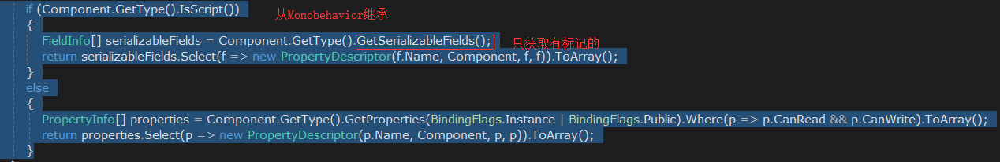 if (Component.GetType().IsScript()) 从Monobehavior继承
{
FieldInfo[] serializableFields = Component.GetType().GetSerializableFields(); 只获取有标记的
return serializableFields.Select(f => new PropertyDescriptor(f.Name, Component, f, f)).ToArray();
}
else
{
PropertyInfo[] properties = Component.GetType().GetProperties(BindingFlags.Instance | BindingFlags.Public).Where(p => p.CanRead && p.CanWrite).ToArray();
return properties.Select(p => new PropertyDescriptor(p.Name, Component, p, p)).ToArray();
}